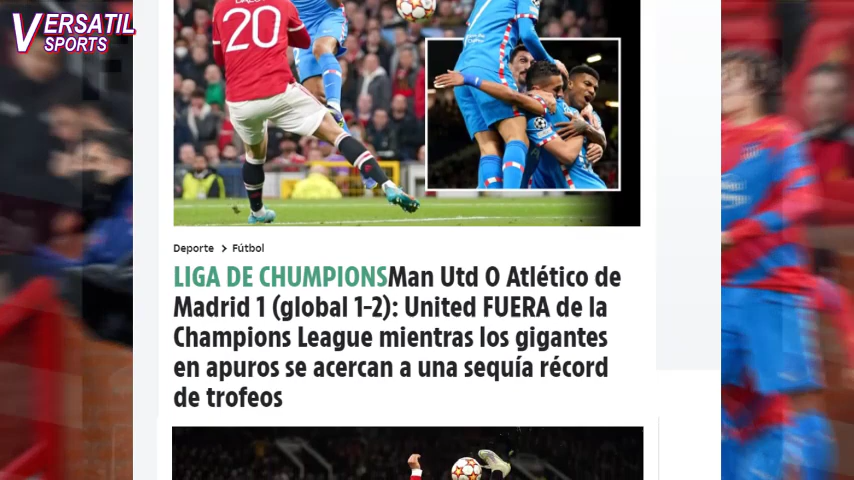 VERSATIL
SPORTS
20
Deporte > Fútbol
LIGA DE CHUMPIONSMan Utd 0 Atlético de
Madrid 1 (global 1-2): United FUERA de la
Champions League mientras los gigantes
en apuros se acercan a una sequía récord
de trofeos